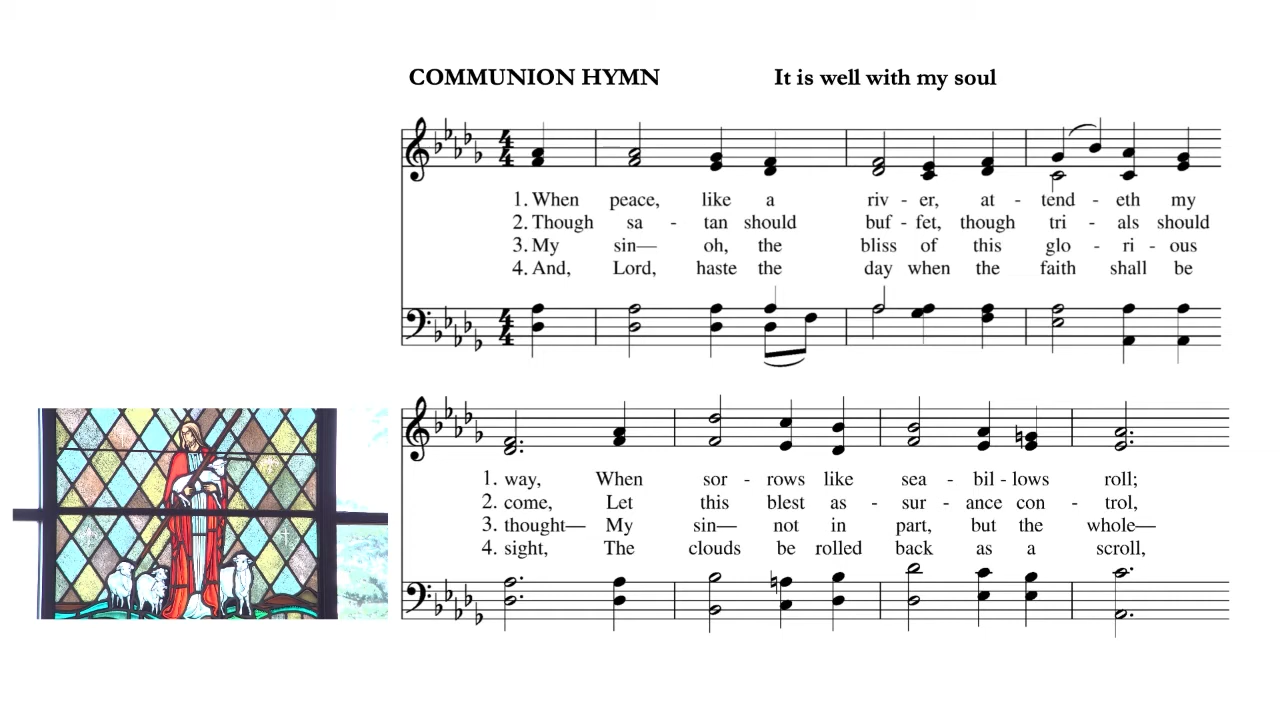 COMMUNION HYMN It is well with my soul
4 4
1. When peace, like a riv - er, at - tend - eth my
2. Though sa - tan should buf - fet, though tri - als should
3. My sin— oh, the bliss of this glo - ri - ous
4. And, Lord, haste the day when the faith shall be
4 4
1. way, When sor - rows like sea - bil - lows roll;
2. come, Let this blest as - sur - ance con - trol,
3. thought— My sin— not in part, but the whole—
4. sight, The clouds be rolled back as a scroll,